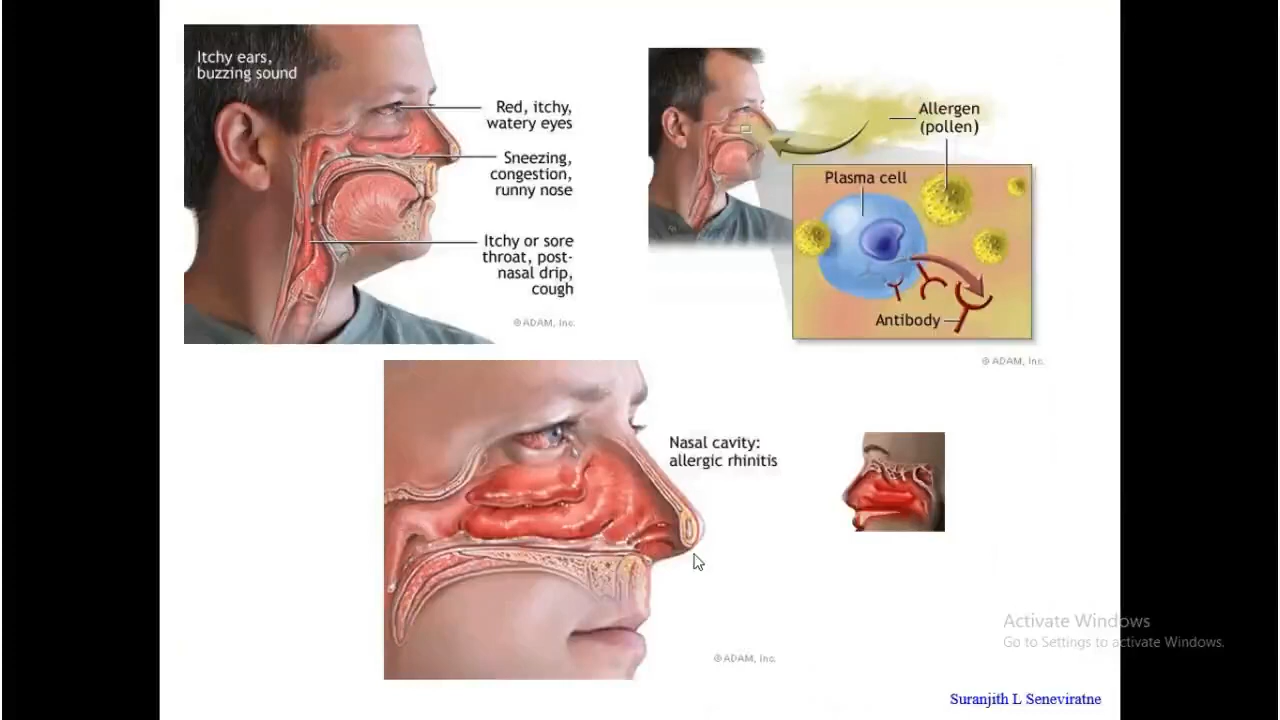 Itchy ears,
buzzing sound
Red, itchy,
watery eyes
Sneezing,
congestion,
runny nose
Itchy or sore
throat, post-
nasal drip,
cough
©ADAM, Inc.
Allergen
(pollen)
Plasma cell
Antibody
© ADAM, Inc.
Nasal cavity:
allergic rhinitis
©ADAM, Inc.
Activate Windows
Go to Settings to activate Windows.
Suranjith L Seneviratne